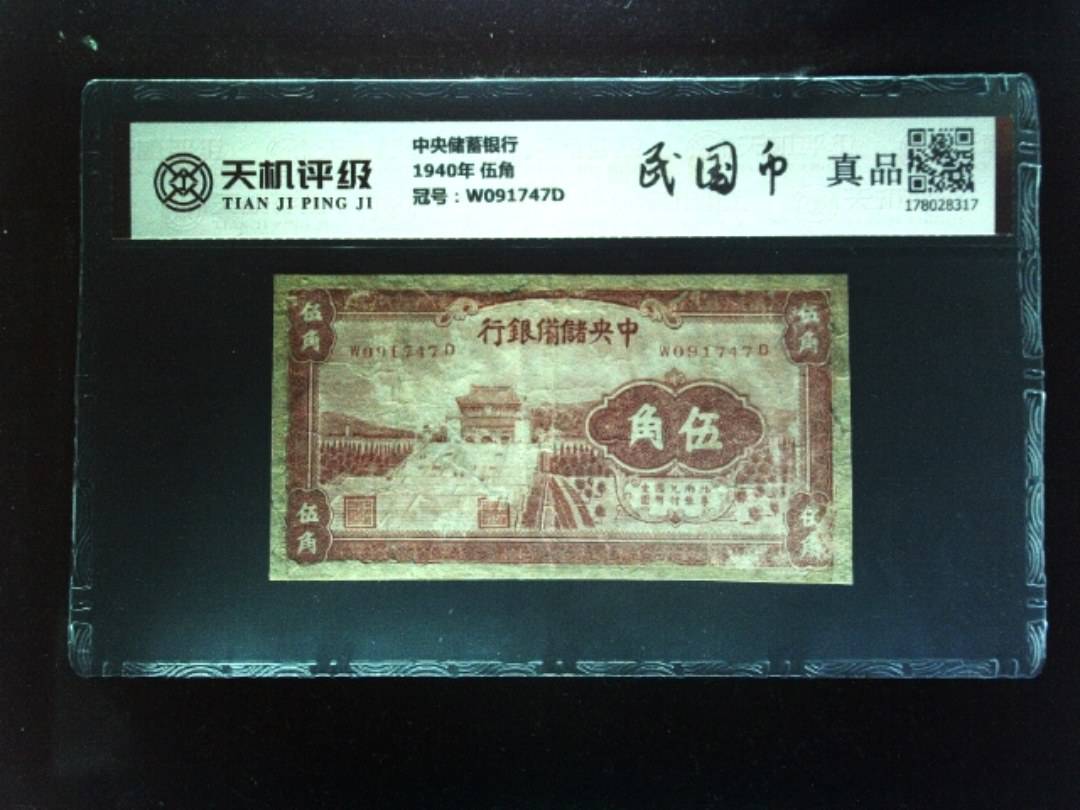 天机评级
TIAN JI PING JI
中央储蓄银行
1940年 伍角
冠号：W091747D
民国币
真品
178028317
中央儲備銀行
W091747D
W091747D
伍角
伍角
伍角
伍角
伍角